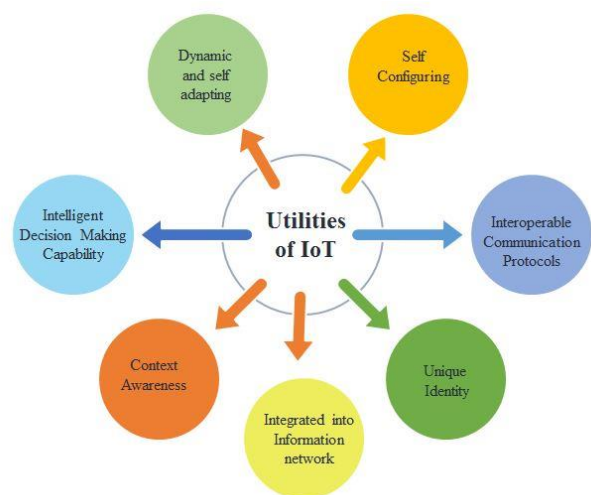 Dynamic
and self
adapting
Self
Configuring
Intelligent
Decision Making
Capability
Utilities
of IoT
Interoperable
Communication
Protocols
Context
Awareness
Unique
Identity
Integrated into
Information
network